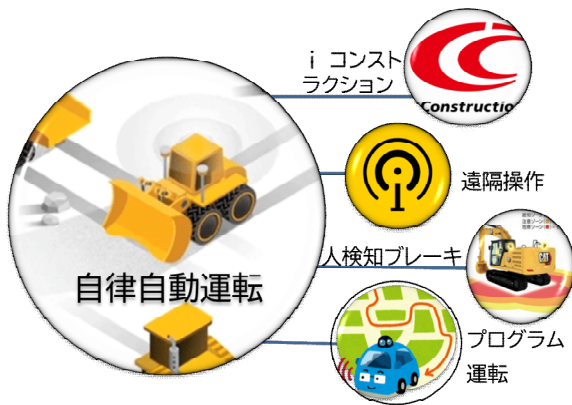 i コンスト
ラクション
Constructio
遠隔操作
人検知ブレーキ
自律自動運転
CAT
プログラム
運転